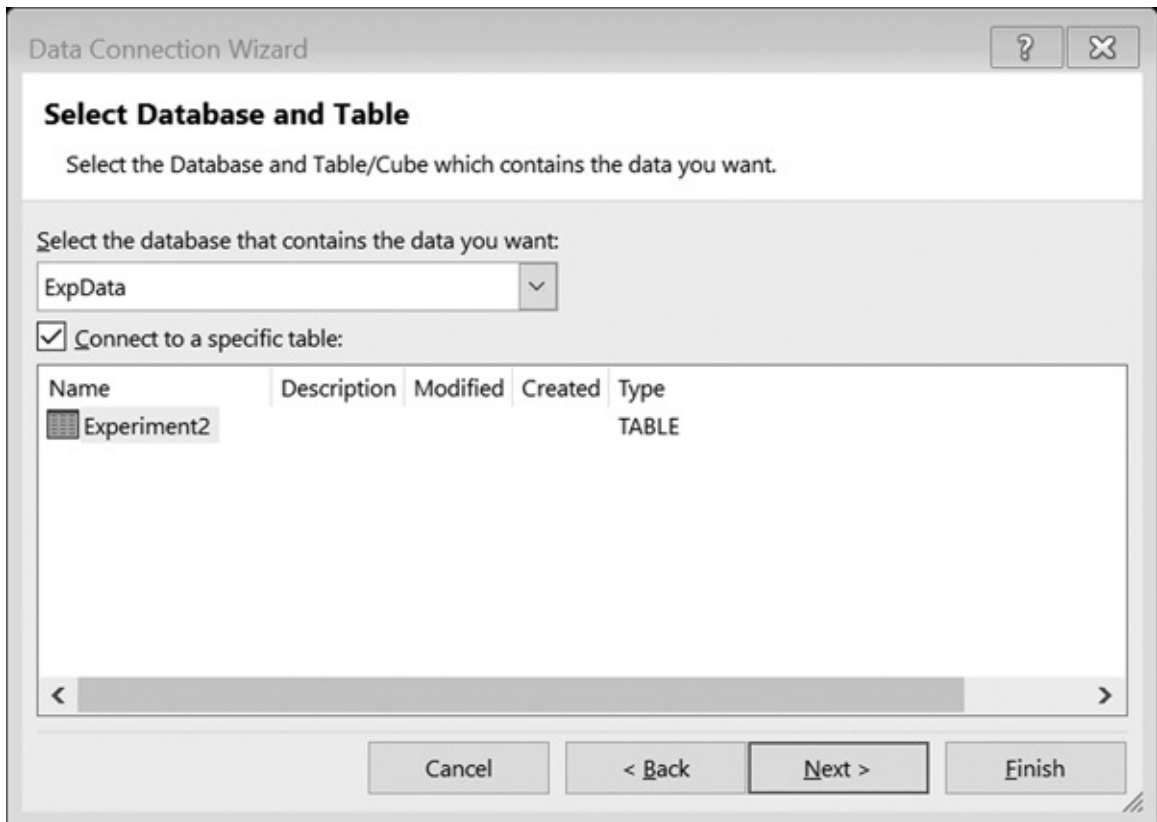 Data Connection Wizard
Select Database and Table
Select the Database and Table/Cube which contains the data you want.
Select the database that contains the data you want:
ExpData
Connect to a specific table:
Name Description Modified Created Type
Experiment2 TABLE
Cancel < Back Next > Finish